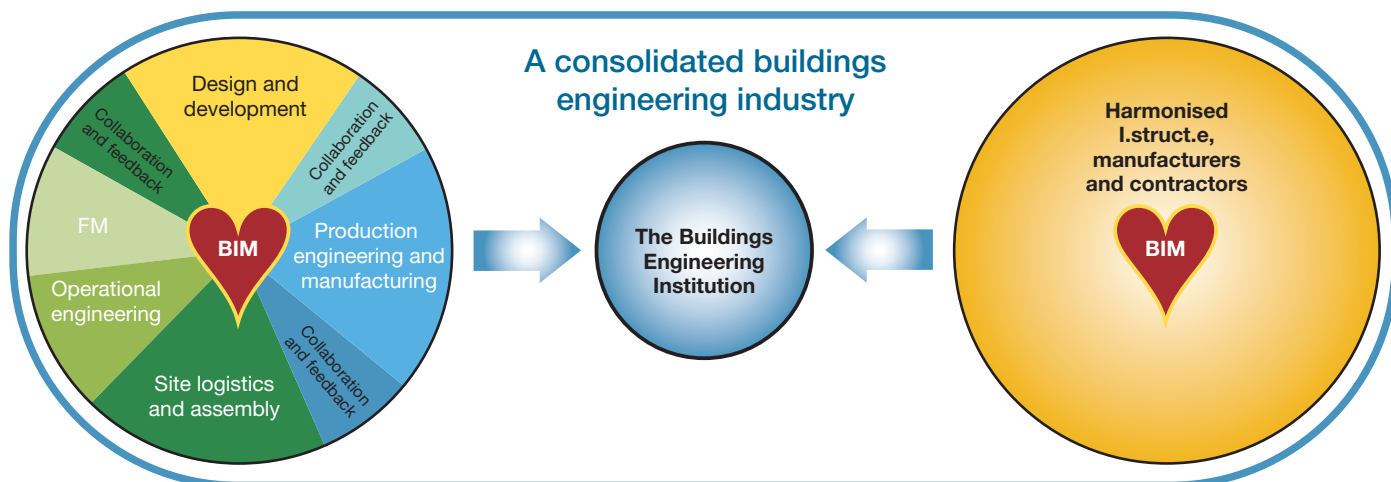 A consolidated buildings
engineering industry
Design and
development
Collaboration
and feedback
Production
engineering and
manufacturing
Collaboration
and feedback
Site logistics
and assembly
Operational
engineering
FM
Collaboration
and feedback
BIM
The Buildings
Engineering
Institution
Harmonised
I.struct.e,
manufacturers
and contractors
BIM